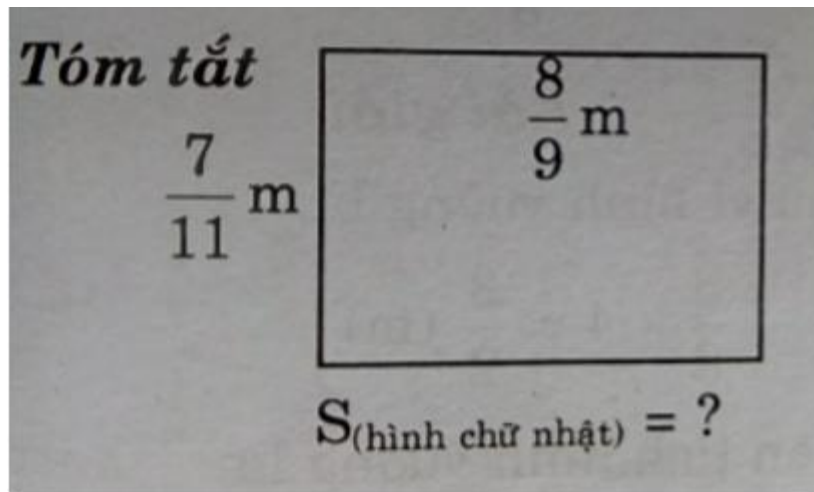 Tóm tắt
8/9 m
7/11 m
S(hình chữ nhật) = ?